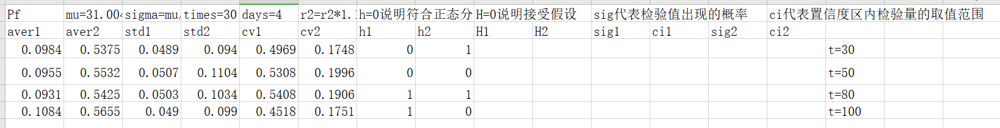 Pf mu=31.004 sigma=mu, times=30 days=4 r2=r2*1. h=0说明符合正态分 H=0说明接受假设 sig代表检验值出现的概率 ci代表置信度区内检验量的取值范围
aver1 aver2 std1 std2 cv1 cv2 h1 h2 H1 H2 sig1 ci1 sig2 ci2
0.0984 0.5375 0.0489 0.094 0.4969 0.1748 0 1 t=30
0.0955 0.5532 0.0507 0.1104 0.5308 0.1996 0 0 t=50
0.0931 0.5425 0.0503 0.1034 0.5408 0.1906 1 1 t=80
0.1084 0.5655 0.049 0.099 0.4518 0.1751 1 0 t=100